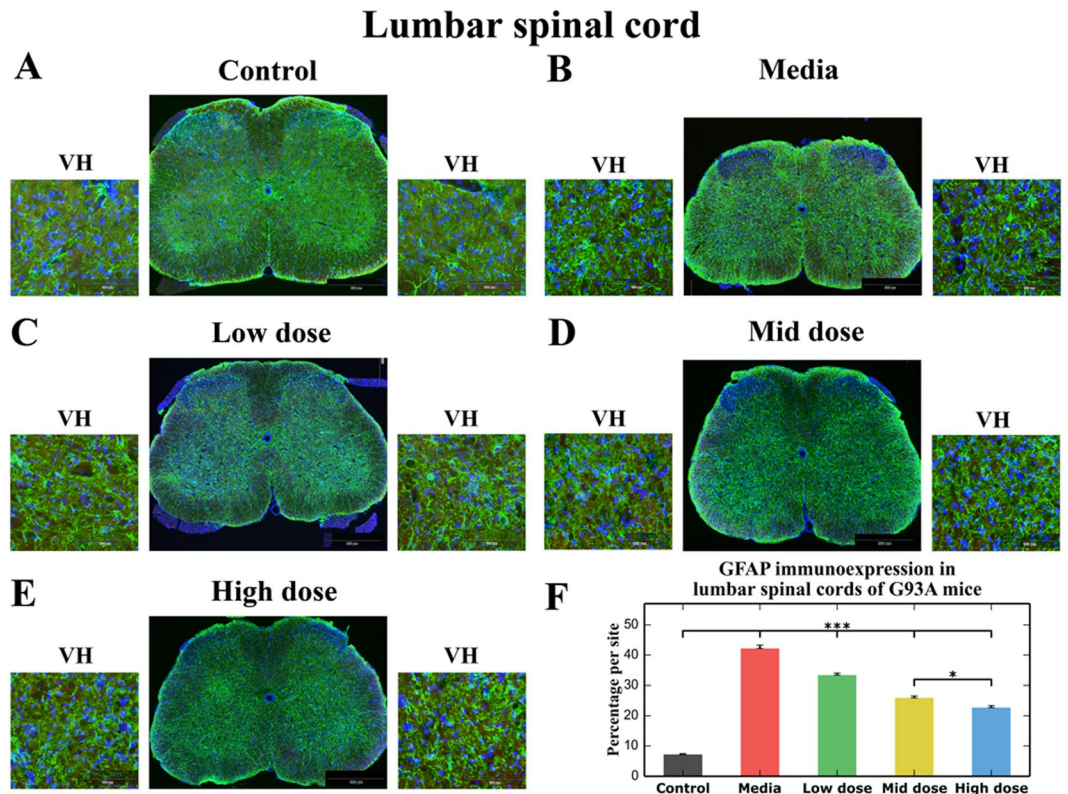 Lumbar spinal cord
A
Control
VH
VH
B
Media
VH
VH
C
Low dose
VH
VH
D
Mid dose
VH
VH
E
High dose
VH
VH
F
GFAP immunoexpression in
lumbar spinal cords of G93A mice
Percentage per site
50
40
30
20
10
0
***
*
Control Media Low dose Mid dose High dose